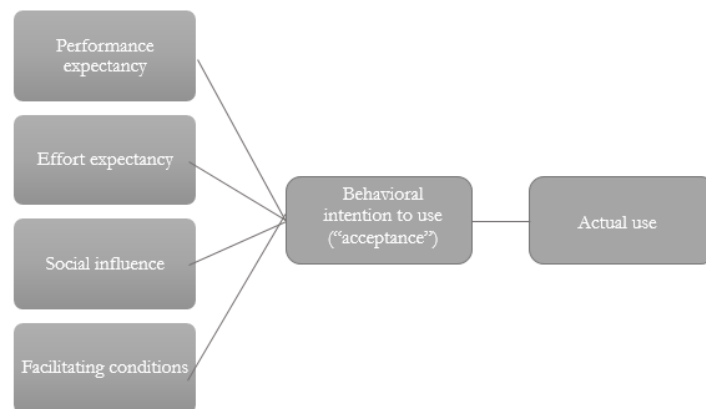 Performance
expectancy
Effort expectancy
Social influence
Facilitating conditions
Behavioral
intention to use
(“acceptance”)
Actual use